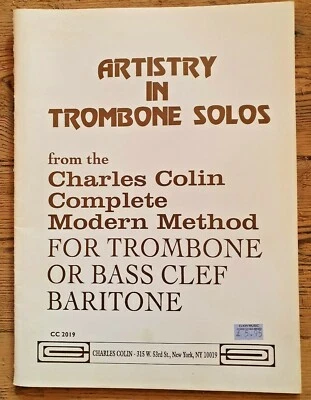 ARTISTRY
IN
TROMBONE SOLOS
from the
Charles Colin
Complete
Modern Method
FOR TROMBONE
OR BASS CLEF
BARITONE
CC 2019
CHARLES COLIN - 315 W. 53rd St., New York, NY 10019